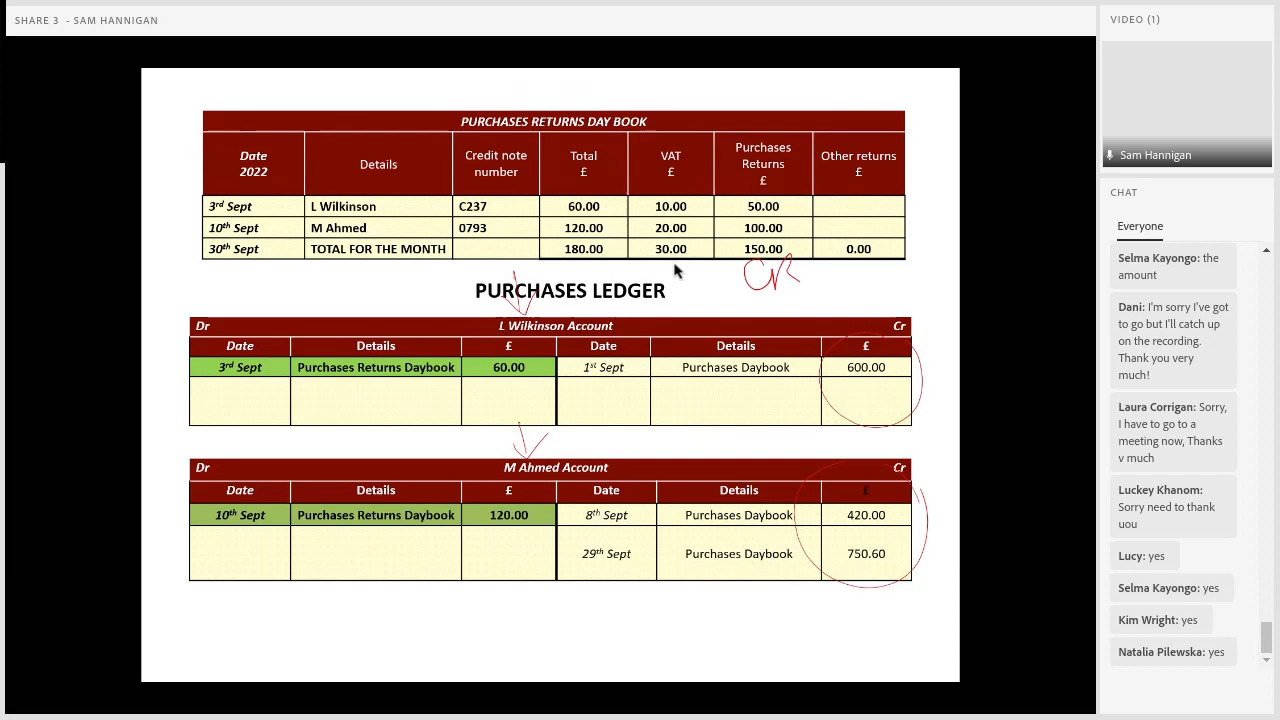 SHARE 3 - SAM HANNIGAN
PURCHASES RETURNS DAY BOOK
Date 2022 Details Credit note number Total £ VAT £ Purchases Returns £ Other returns £
3rd Sept L Wilkinson C237 60.00 10.00 50.00
10th Sept M Ahmed 0793 120.00 20.00 100.00
30th Sept TOTAL FOR THE MONTH 180.00 30.00 150.00 0.00
CR
PURCHASES LEDGER
Dr L Wilkinson Account Cr
Date Details £ Date Details £
3rd Sept Purchases Returns Daybook 60.00 1st Sept Purchases Daybook 600.00
Dr M Ahmed Account Cr
Date Details £ Date Details £
10th Sept Purchases Returns Daybook 120.00 8th Sept Purchases Daybook 420.00
29th Sept Purchases Daybook 750.60
VIDEO (1)
Sam Hannigan
CHAT
Everyone
Selma Kayongo: the
amount
Dani: I'm sorry I've got
to go but I'll catch up
on the recording.
Thank you very
much!
Laura Corrigan: Sorry,
I have to go to a
meeting now, Thanks
v much
Luckey Khanom:
Sorry need to thank
uou
Lucy: yes
Selma Kayongo: yes
Kim Wright: yes
Natalia Pilewska: yes